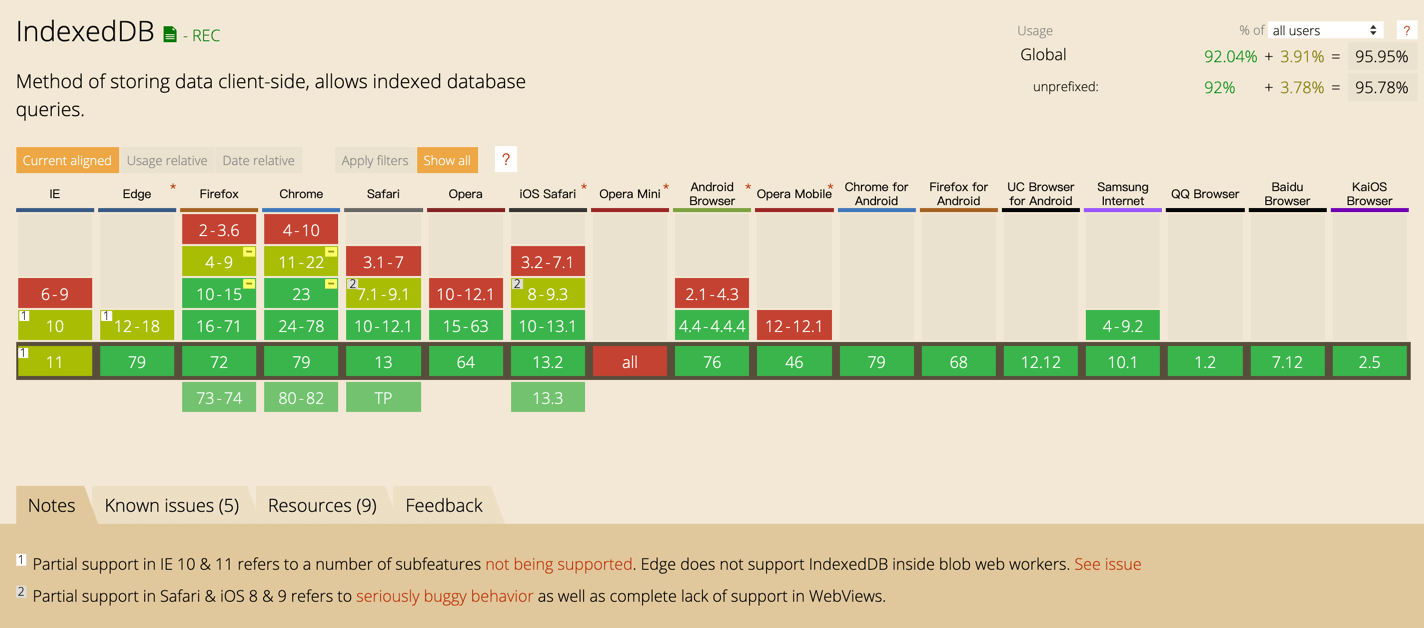 IndexedDB - REC
Usage % of all users ?
Global 92.04% + 3.91% = 95.95%
unprefixed: 92% + 3.78% = 95.78%
Method of storing data client-side, allows indexed database
queries.
Current aligned Usage relative Date relative Apply filters Show all ?
IE Edge * Firefox Chrome Safari Opera iOS Safari * Opera Mini * Android Browser * Opera Mobile * Chrome for Android Firefox for Android UC Browser for Android Samsung Internet QQ Browser Baidu Browser KaiOS Browser
2-3.6 4-10
4-9 11-22 3.1-7 3.2-7.1
6-9 10-15 23 2 7.1-9.1 10-12.1 2 8-9.3 2.1-4.3
1 10 1 12-18 16-71 24-78 10-12.1 15-63 10-13.1 4.4-4.4.4 12-12.1 4-9.2
1 11 79 72 79 13 64 13.2 all 76 46 79 68 12.12 10.1 1.2 7.12 2.5
73-74 80-82 TP 13.3
Notes Known issues (5) Resources (9) Feedback
1 Partial support in IE 10 & 11 refers to a number of subfeatures not being supported. Edge does not support IndexedDB inside blob web workers. See issue
2 Partial support in Safari & iOS 8 & 9 refers to seriously buggy behavior as well as complete lack of support in WebViews.